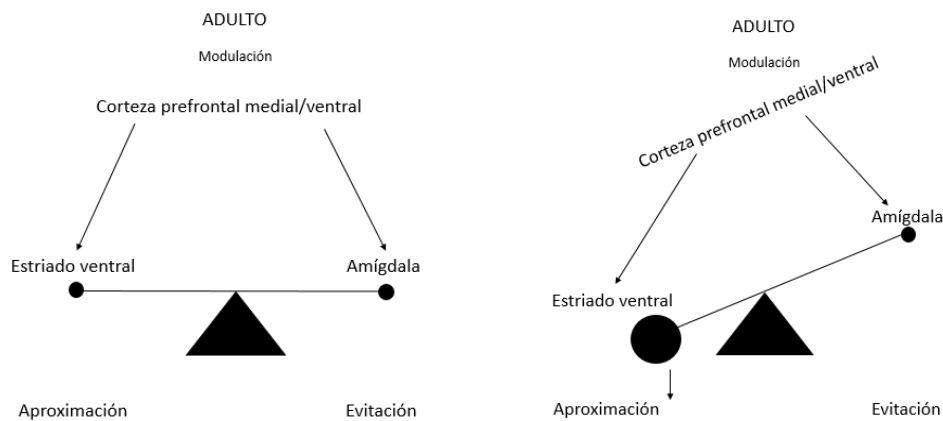 ADULTO
Modulación
Corteza prefrontal medial/ventral
Estriado ventral
Amígdala
Aproximación
Evitación
ADULTO
Modulación
Corteza prefrontal medial/ventral
Amígdala
Estriado ventral
Aproximación
Evitación